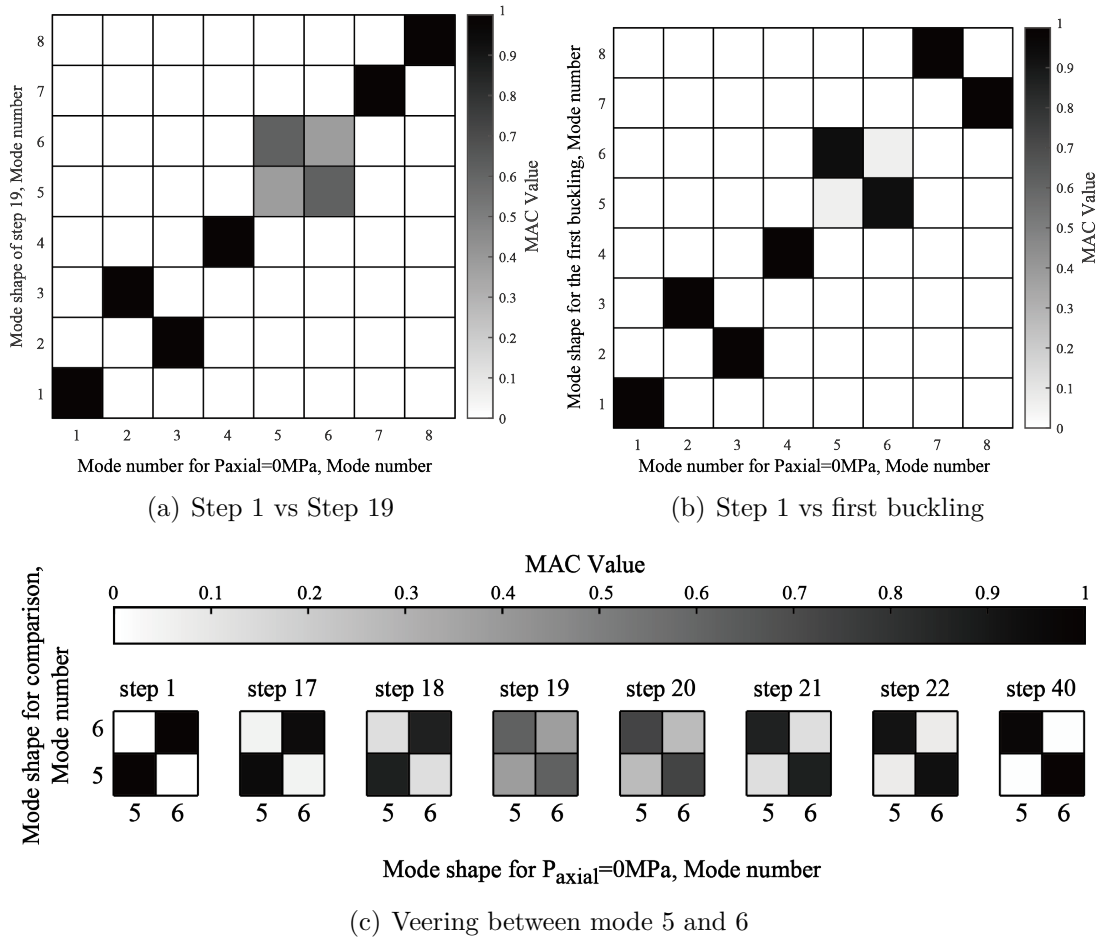 8
7
6
5
4
3
2
1
Mode shape of step 19, Mode number
1 2 3 4 5 6 7 8
Mode number for Paxial=0MPa, Mode number
1
0.9
0.8
0.7
0.6
0.5
0.4
0.3
0.2
0.1
0
MAC Value
(a) Step 1 vs Step 19
8
7
6
5
4
3
2
1
Mode shape for the first buckling, Mode number
1 2 3 4 5 6 7 8
Mode number for Paxial=0MPa, Mode number
1
0.9
0.8
0.7
0.6
0.5
0.4
0.3
0.2
0.1
0
MAC Value
(b) Step 1 vs first buckling
MAC Value
0 0.1 0.2 0.3 0.4 0.5 0.6 0.7 0.8 0.9 1
Mode shape for comparison,
Mode number
step 1 step 17 step 18 step 19 step 20 step 21 step 22 step 40
6
5
5 6 5 6 5 6 5 6 5 6 5 6 5 6 5 6
Mode shape for Paxial=0MPa, Mode number
(c) Veering between mode 5 and 6